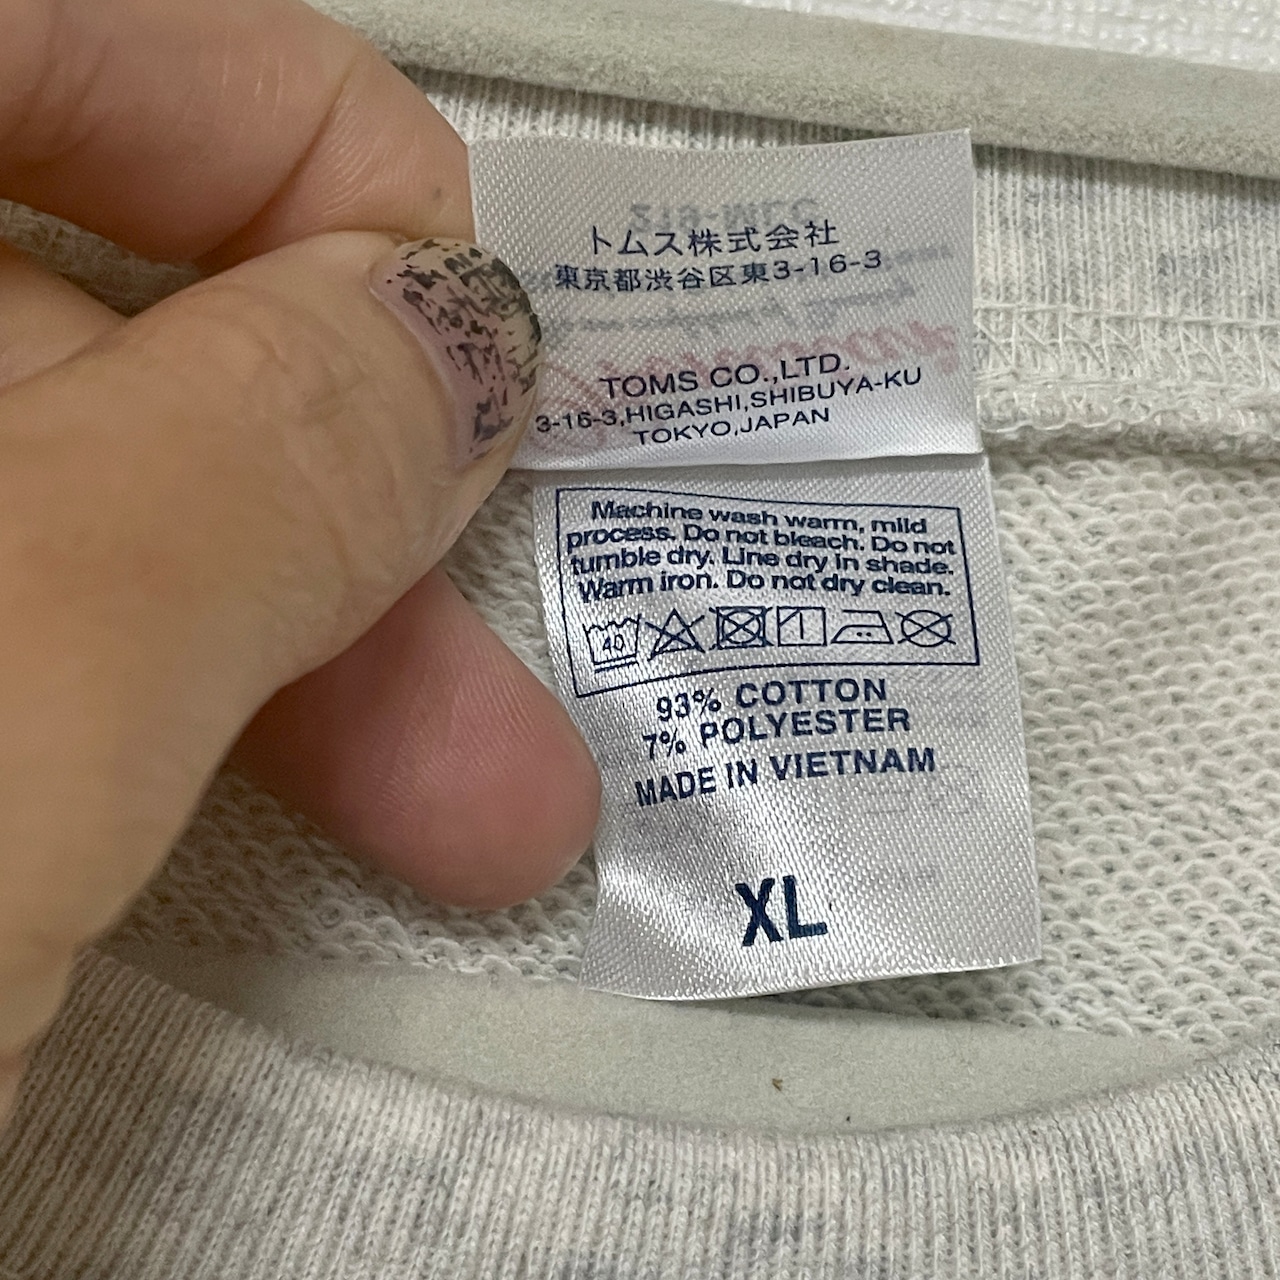 トムス株式会社
東京都渋谷区東3-16-3
TOMS CO.,LTD.
3-16-3,HIGASHI,SHIBUYA-KU
TOKYO,JAPAN
Machine wash warm, mild
process. Do not bleach. Do not
tumble dry. Line dry in shade.
Warm iron. Do not dry clean.
40
93% COTTON
7% POLYESTER
MADE IN VIETNAM
XL